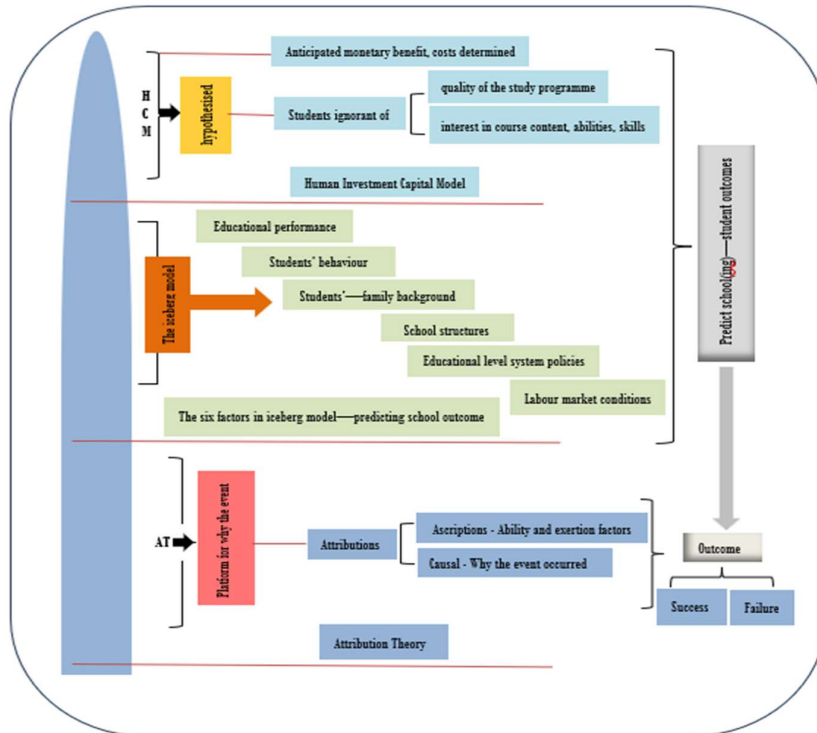 Anticipated monetary benefit, costs determined
H
C
M
hypothesised
Students ignorant of
quality of the study programme
interest in course content, abilities, skills
Human Investment Capital Model
The iceberg model
Educational performance
Students' behaviour
Students'—family background
School structures
Educational level system policies
Labour market conditions
The six factors in iceberg model—predicting school outcome
Predict school(ing)—student outcomes
AT
Platform for why the event
Attributions
Ascriptions - Ability and exertion factors
Causal - Why the event occurred
Outcome
Success
Failure
Attribution Theory